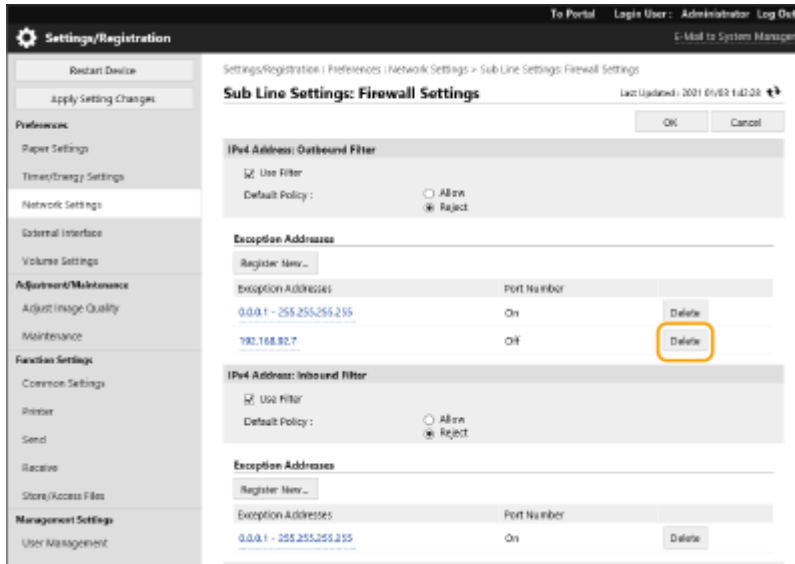 To Portal Login User : Administrator Log Out
Settings/Registration E-Mail to System Manager
Restart Device
Apply Setting Changes
Preferences
Paper Settings
Timer/Energy Settings
Network Settings
External Interface
Volume Settings
Adjustment/Maintenance
Adjust Image Quality
Maintenance
Function Settings
Common Settings
Printer
Send
Receive
Store/Access Files
Management Settings
User Management
Settings/Registration : Preferences : Network Settings > Sub Line Settings: Firewall Settings
Sub Line Settings: Firewall Settings
Last Updated : 2021 01/03 1:42:28
OK Cancel
IPv4 Address: Outbound Filter
Use Filter
Default Policy : Allow
Reject
Exception Addresses
Register New...
Exception Addresses Port Number
0.0.0.1 - 255.255.255.255 On Delete
192.168.92.7 Off Delete
IPv4 Address: Inbound Filter
Use Filter
Default Policy : Allow
Reject
Exception Addresses
Register New...
Exception Addresses Port Number
0.0.0.1 - 255.255.255.255 On Delete